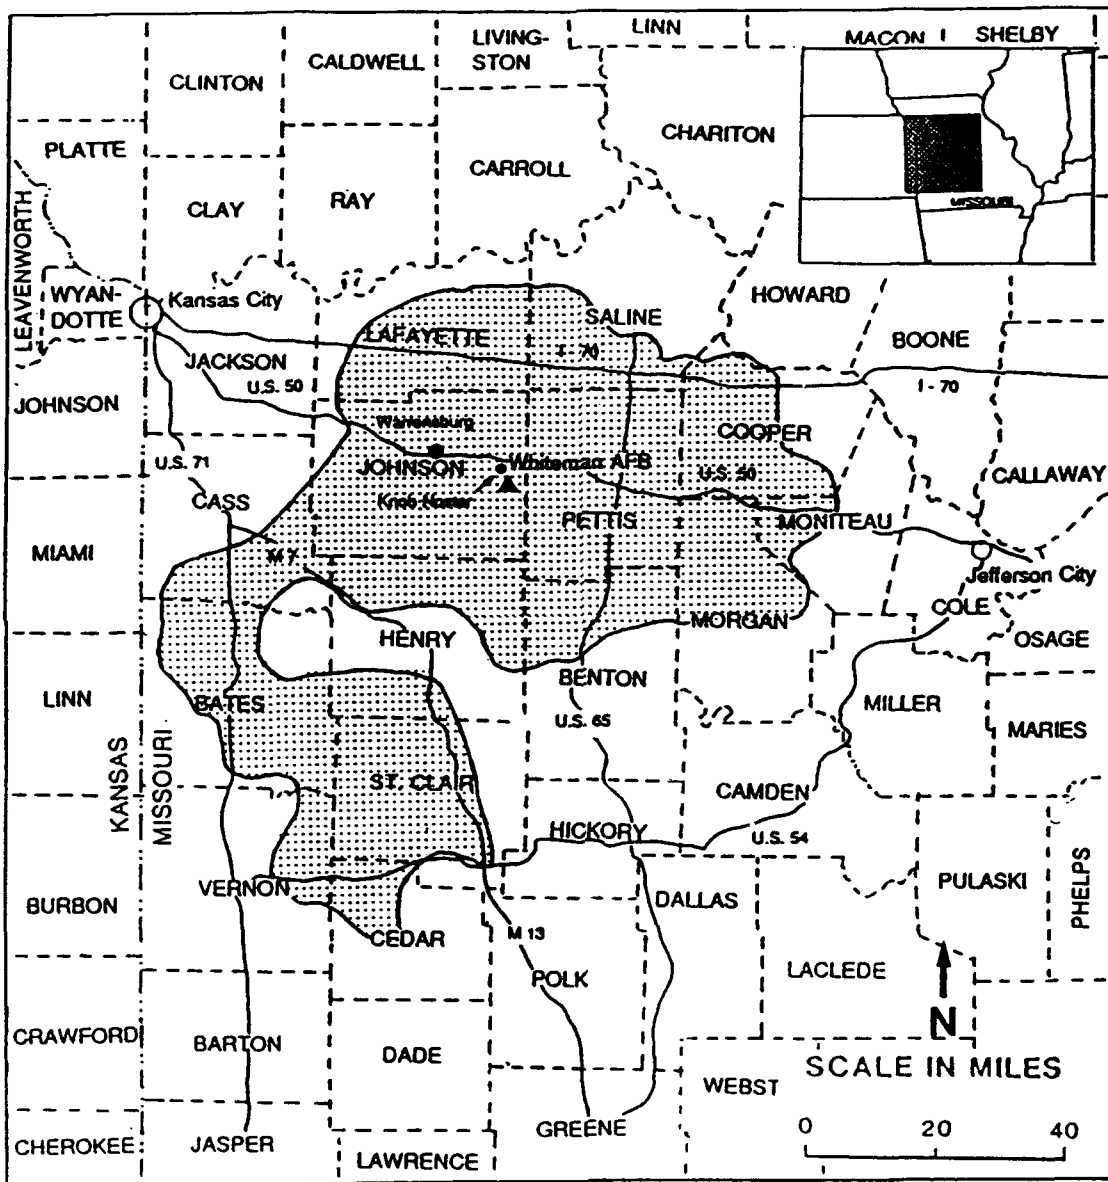 LINN
LIVING-
STON
MACON
SHELBY
CALDWELL
CLINTON
CHARITON
PLATTE
CARROLL
RAY
CLAY
MISSOURI
LEAVENWORTH
WYAN-
DOTTE
Kansas City
HOWARD
SALINE
LAFAYETTE
BOONE
I - 70
JACKSON
U.S. 50
I - 70
JOHNSON
Warrensburg
COOPER
U.S. 71
JOHNSON
Whiteman AFB
U.S. 50
CALLAWAY
CASS
Knob Noster
PETTIS
MONITEAU
MIAMI
M 7
Jefferson City
COLE
HENRY
MORGAN
OSAGE
BENTON
LINN
BATES
MILLER
U.S. 65
MARIES
KANSAS
MISSOURI
ST. CLAIR
CAMDEN
HICKORY
U.S. 54
VERNON
PULASKI
PHELPS
BURBON
DALLAS
CEDAR
M 13
POLK
LACLEDE
CRAWFORD
BARTON
DADE
N
SCALE IN MILES
WEBST
0 20 40
CHEROKEE
JASPER
GREENE
LAWRENCE